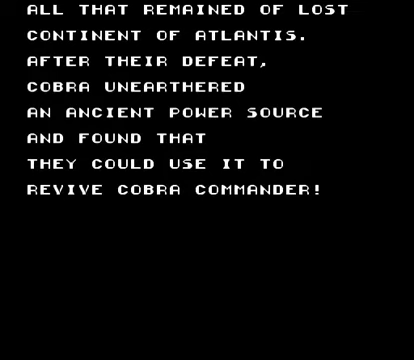 ALL THAT REMAINED OF LOST
CONTINENT OF ATLANTIS.
AFTER THEIR DEFEAT,
COBRA UNEARTHERED
AN ANCIENT POWER SOURCE
AND FOUND THAT
THEY COULD USE IT TO
REVIVE COBRA COMMANDER!